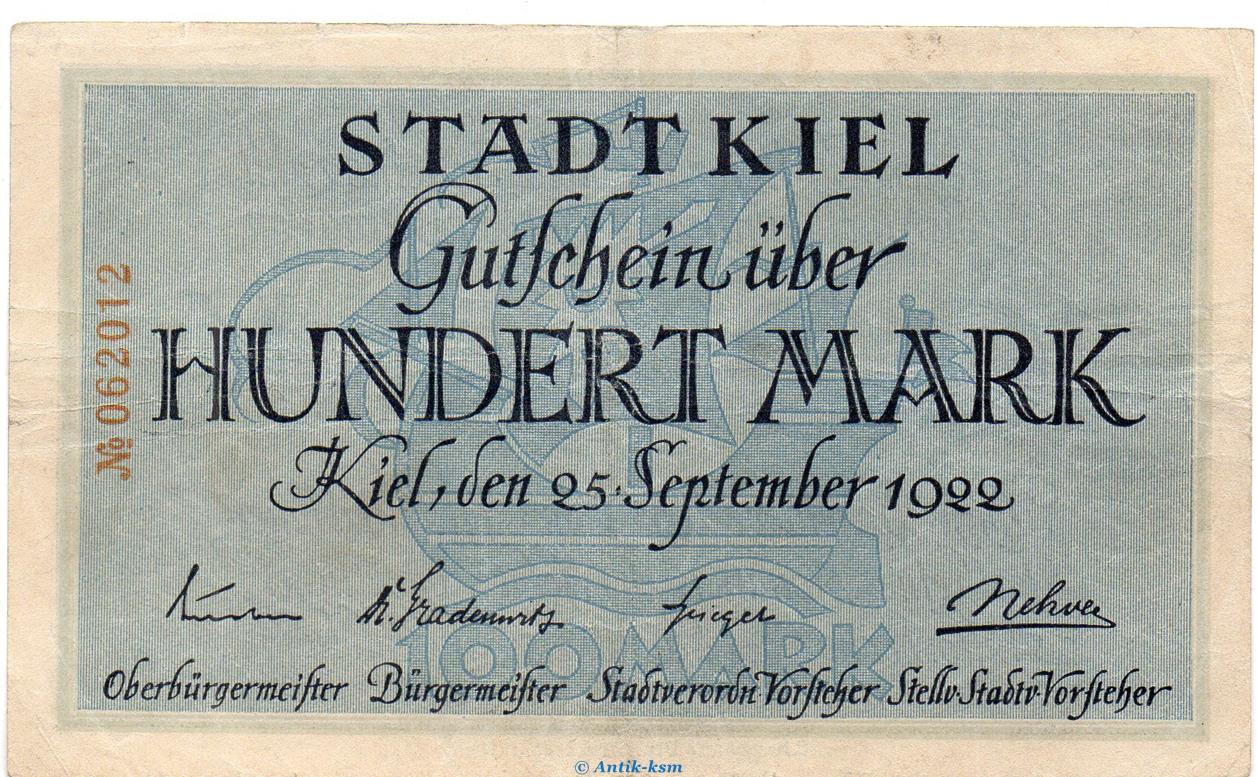 STADT KIEL
Gutſchein über
HUNDERT MARK
Kiel, den 25. September 1922
№ 062012
100 MARK
Oberbürgermeiſter Bürgermeiſter Stadtverordn Vorſteher Stellv. Stadtv. Vorſteher
© Antik-ksm